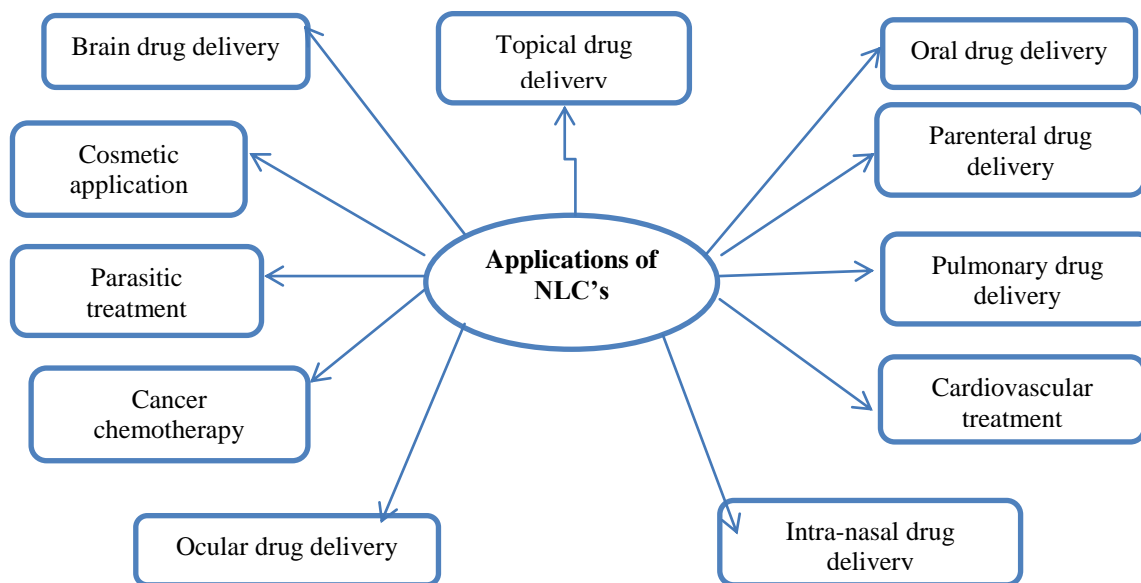 Brain drug delivery
Topical drug
delivery
Oral drug delivery
Cosmetic
application
Parenteral drug
delivery
Applications of
NLC’s
Parasitic
treatment
Pulmonary drug
delivery
Cancer
chemotherapy
Cardiovascular
treatment
Ocular drug delivery
Intra-nasal drug
delivery